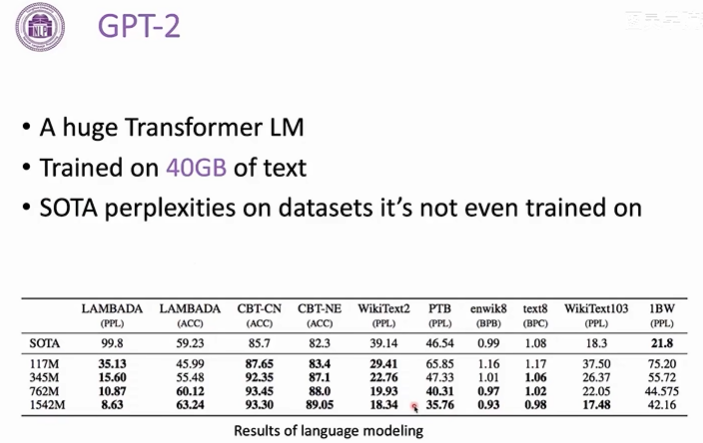 NLP
GPT-2
• A huge Transformer LM
• Trained on 40GB of text
• SOTA perplexities on datasets it's not even trained on
LAMBADA LAMBADA CBT-CN CBT-NE WikiText2 PTB enwik8 text8 WikiText103 1BW
(PPL) (ACC) (ACC) (ACC) (PPL) (PPL) (BPB) (BPC) (PPL) (PPL)
SOTA 99.8 59.23 85.7 82.3 39.14 46.54 0.99 1.08 18.3 21.8
117M 35.13 45.99 87.65 83.4 29.41 65.85 1.16 1.17 37.50 75.20
345M 15.60 55.48 92.35 87.1 22.76 47.33 1.01 1.06 26.37 55.72
762M 10.87 60.12 93.45 88.0 19.93 40.31 0.97 1.02 22.05 44.575
1542M 8.63 63.24 93.30 89.05 18.34 35.76 0.93 0.98 17.48 42.16
Results of language modeling